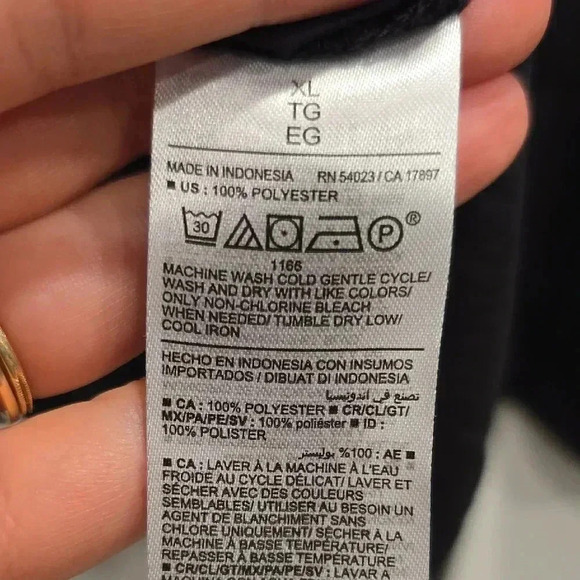 XL
TG
EG
MADE IN INDONESIA RN 54023 / CA 17897
■ US : 100% POLYESTER
30 P ®
1166
MACHINE WASH COLD GENTLE CYCLE/
WASH AND DRY WITH LIKE COLORS/
ONLY NON-CHLORINE BLEACH
WHEN NEEDED/ TUMBLE DRY LOW/
COOL IRON
HECHO EN INDONESIA CON INSUMOS
IMPORTADOS / DIBUAT DI INDONESIA
تصنع في اندونيسيا
■ CA : 100% POLYESTER ■ CR/CL/GT/
MX/PA/PE/SV : 100% poliéster ■ ID :
100% POLISTER
■ AE : 100% بوليستر
■ CA : LAVER À LA MACHINE À L'EAU
FROIDE AU CYCLE DÉLICAT/ LAVER ET
SÉCHER AVEC DES COULEURS
SEMBLABLES/ UTILISER AU BESOIN UN
AGENT DE BLANCHIMENT SANS
CHLORE UNIQUEMENT/ SÉCHER À LA
MACHINE À BASSE TEMPÉRATURE/
REPASSER À BASSE TEMPÉRATURE
■ CR/CL/GT/MX/PA/PE/SV : LAVAR A